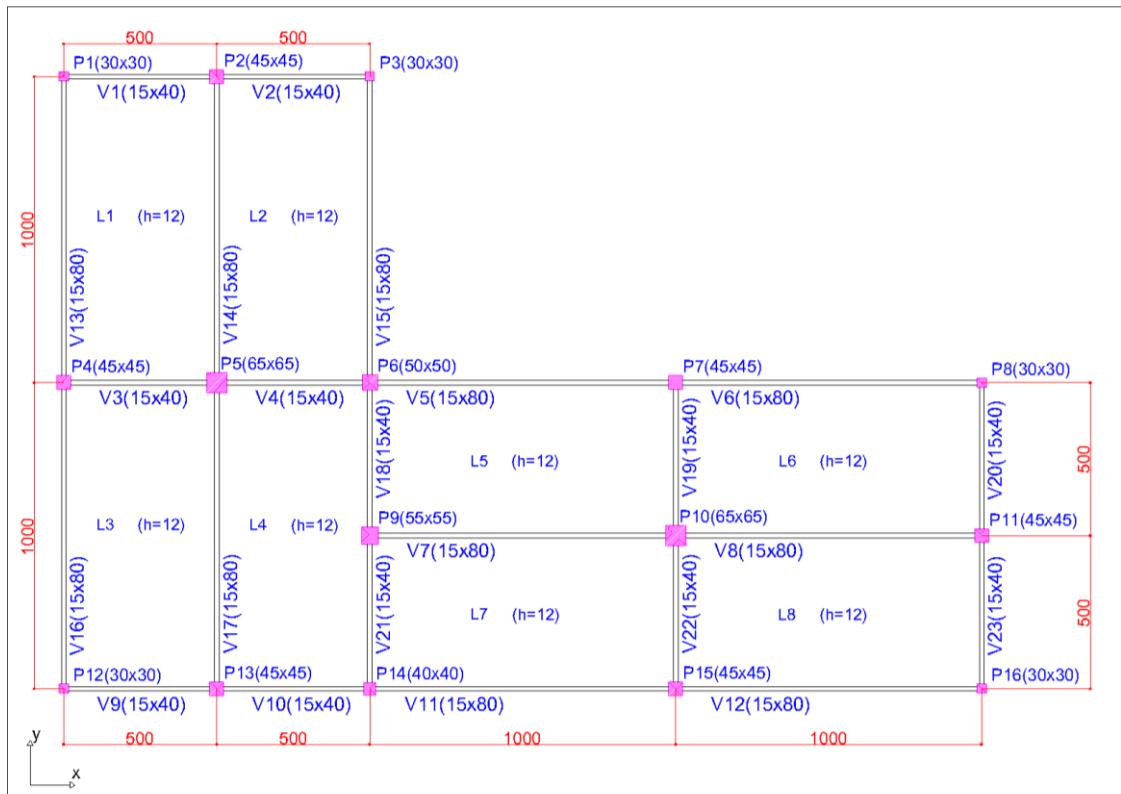 500 500
P1(30x30) P2(45x45) P3(30x30)
V1(15x40) V2(15x40)
1000
L1 (h=12) L2 (h=12)
V13(15x80) V14(15x80) V15(15x80)
P4(45x45) P5(65x65) P6(50x50) P7(45x45) P8(30x30)
V3(15x40) V4(15x40) V5(15x80) V6(15x80)
V18(15x40) V19(15x40) V20(15x40)
L5 (h=12) L6 (h=12)
500
1000
L3 (h=12) L4 (h=12)
P9(55x55) P10(65x65) P11(45x45)
V7(15x80) V8(15x80)
V16(15x80) V17(15x80) V21(15x40) V22(15x40) V23(15x40)
L7 (h=12) L8 (h=12)
500
P12(30x30) P13(45x45) P14(40x40) P15(45x45) P16(30x30)
V9(15x40) V10(15x40) V11(15x80) V12(15x80)
500 500 1000 1000
y
x